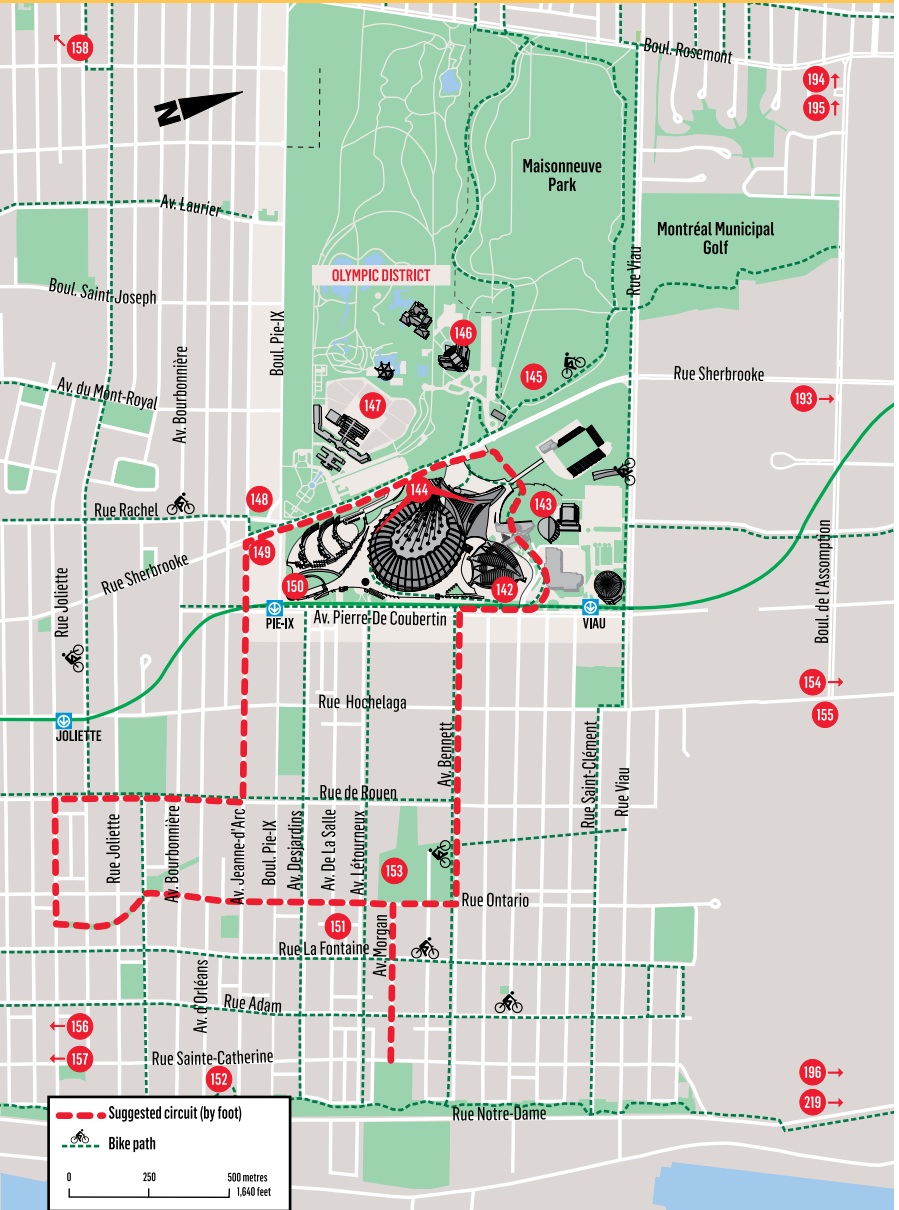 158
Boul. Rosemont
194
195
N
Maisonneuve
Park
Av. Laurier
Montréal Municipal
Golf
Rue Viau
OLYMPIC DISTRICT
Boul. Saint-Joseph
Boul. Pie-IX
146
Av. Bourbonnière
145
Rue Sherbrooke
Av. du Mont-Royal
193
147
144
148
143
Rue Rachel
149
Rue Sherbrooke
Boul. de l'Assomption
Rue Joliette
150
142
PIE-IX
Av. Pierre-De Coubertin
VIAU
154
155
Rue Hochelaga
JOLIETTE
Av. Bennett
Rue Saint-Clément
Rue Viau
Rue de Rouen
Rue Joliette
Av. Bourbonnière
Av. Jeanne-d'Arc
Boul. Pie-IX
Av. Desjardins
Av. De La Salle
Av. Létourneux
153
Rue Ontario
151
Av. Morgan
Rue La Fontaine
Av. d'Orléans
Rue Adam
156
157
Rue Sainte-Catherine
152
196
219
Rue Notre-Dame
Suggested circuit (by foot)
Bike path
0 250 500 metres
1,640 feet